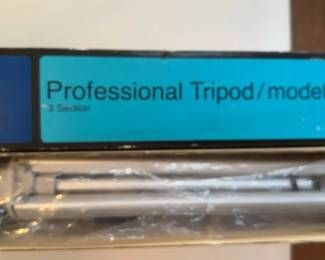 Professional Tripod/model
3 Section